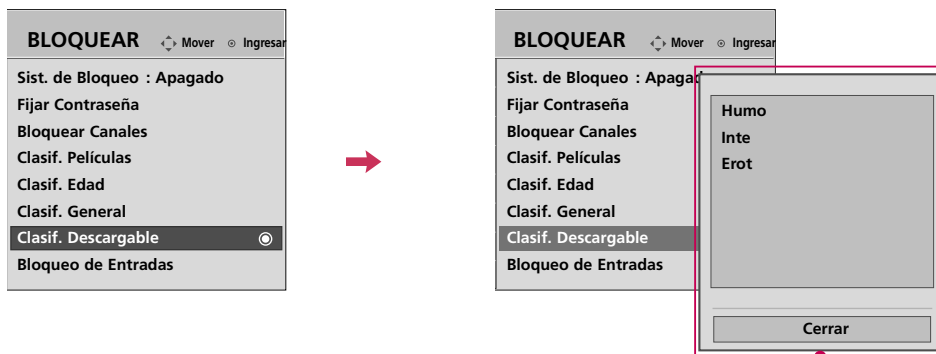 BLOQUEAR Mover Ingresar
Sist. de Bloqueo : Apagado
Fijar Contraseña
Bloquear Canales
Clasif. Películas
Clasif. Edad
Clasif. General
Clasif. Descargable
Bloqueo de Entradas
BLOQUEAR Mover Ingresar
Sist. de Bloqueo : Apagad
Fijar Contraseña
Bloquear Canales
Clasif. Películas
Clasif. Edad
Clasif. General
Clasif. Descargable
Bloqueo de Entradas
Humo
Inte
Erot
Cerrar